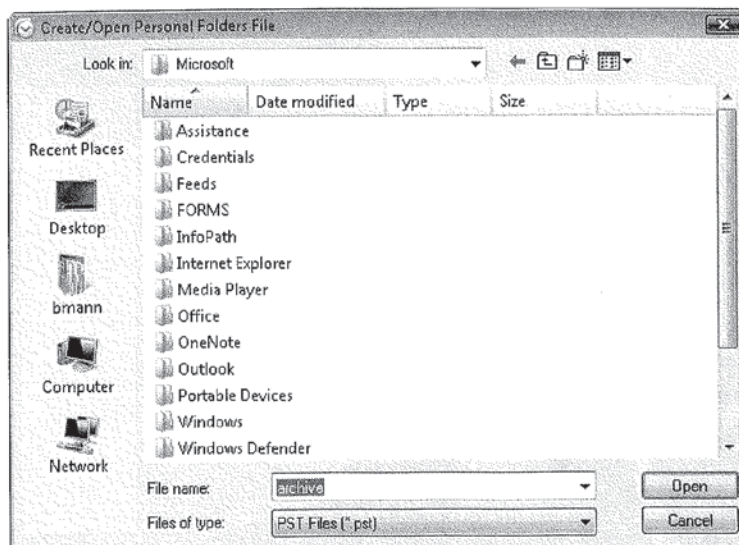 Create/Open Personal Folders File
Look in: Microsoft
Name Date modified Type Size
Recent Places
Desktop
bmann
Computer
Network
Assistance
Credentials
Feeds
FORMS
InfoPath
Internet Explorer
Media Player
Office
OneNote
Outlook
Portable Devices
Windows
Windows Defender
File name: archive
Open
Files of type: PST Files (*.pst)
Cancel